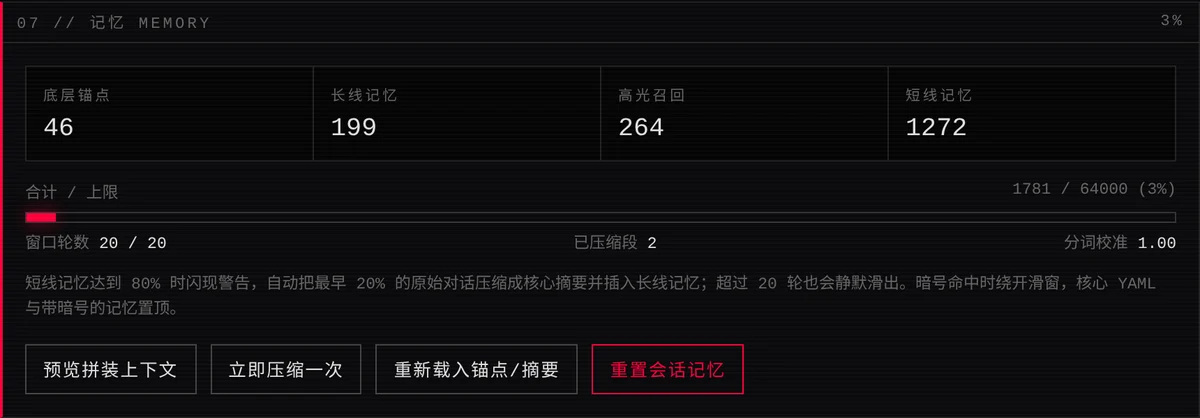 07 // 记忆 MEMORY
3%
底层锚点
46
长线记忆
199
高光召回
264
短线记忆
1272
合计 / 上限
1781 / 64000 (3%)
窗口轮数 20 / 20
已压缩段 2
分词校准 1.00
短线记忆达到 80% 时闪现警告，自动把最早 20% 的原始对话压缩成核心摘要并插入长线记忆；超过 20 轮也会静默滑出。暗号命中时绕开滑窗，核心 YAML
与带暗号的记忆置顶。
预览拼装上下文
立即压缩一次
重新载入锚点/摘要
重置会话记忆